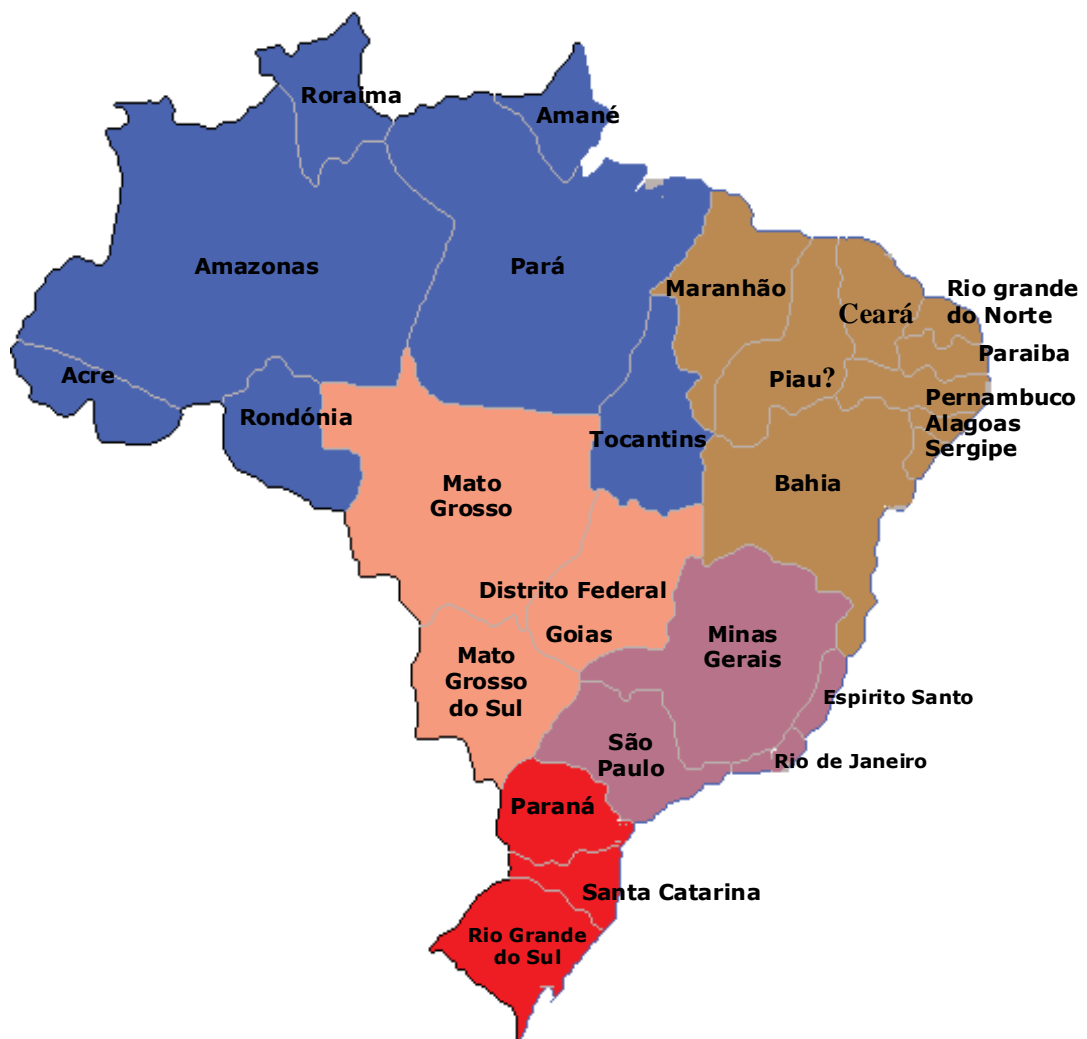 Roraima
Amané
Amazonas
Pará
Maranhão
Ceará
Rio grande
do Norte
Paraiba
Acre
Piau?
Pernambuco
Rondónia
Alagoas
Tocantins
Sergipe
Mato
Grosso
Bahia
Distrito Federal
Goias
Minas
Gerais
Mato
Grosso
do Sul
Espirito Santo
São
Paulo
Rio de Janeiro
Paraná
Santa Catarina
Rio Grande
do Sul